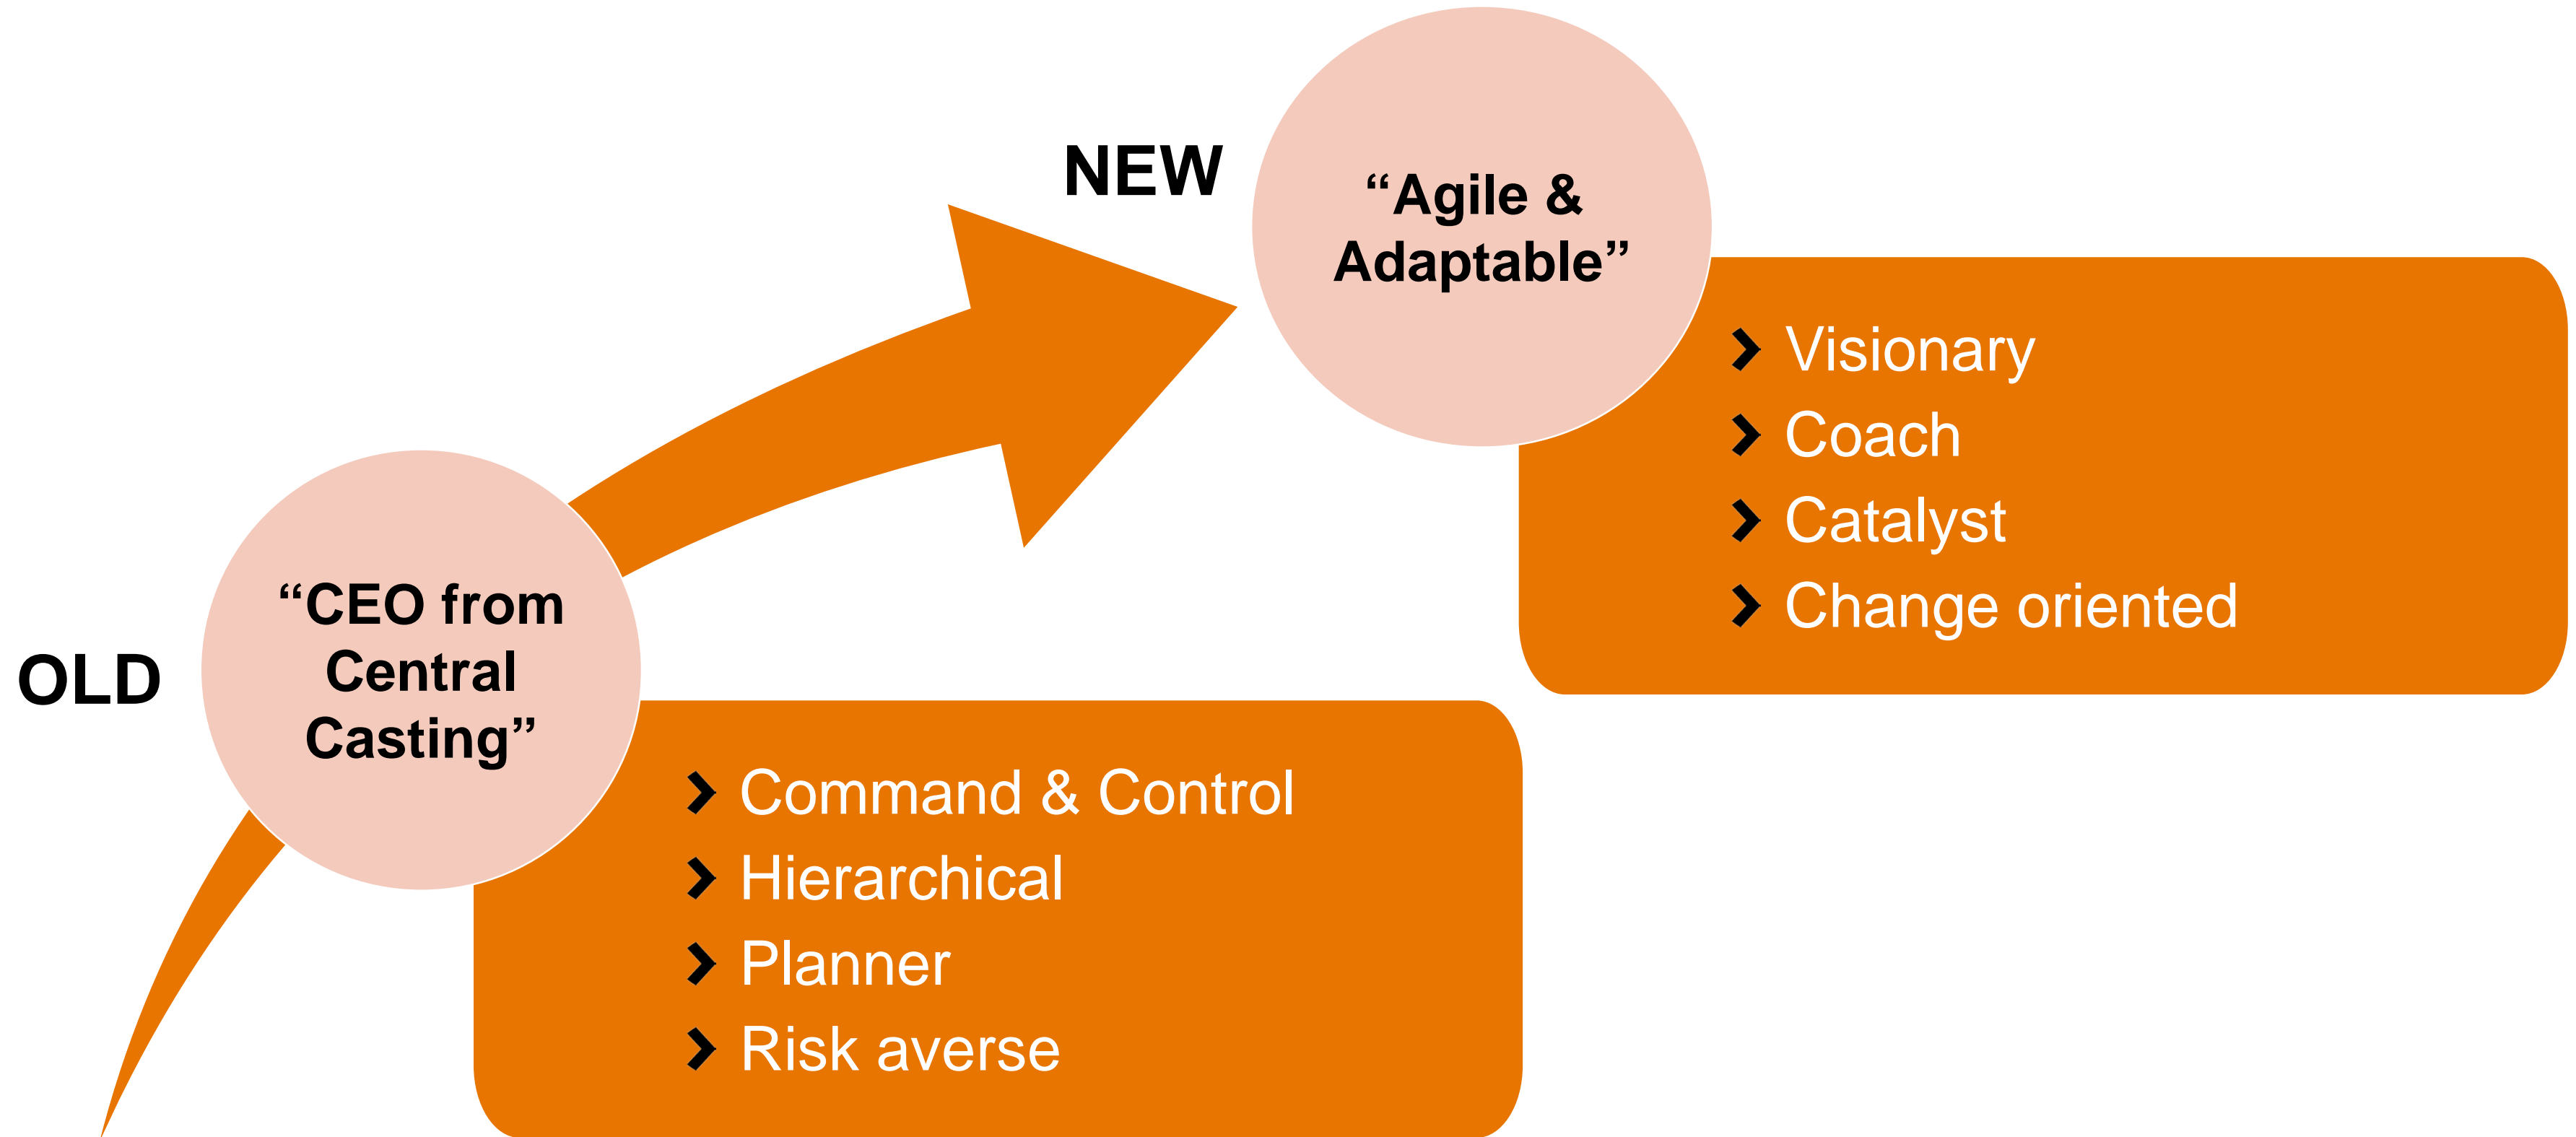 NEW
“Agile &
Adaptable”
Visionary
Coach
Catalyst
Change oriented
OLD
“CEO from
Central
Casting”
Command & Control
Hierarchical
Planner
Risk averse